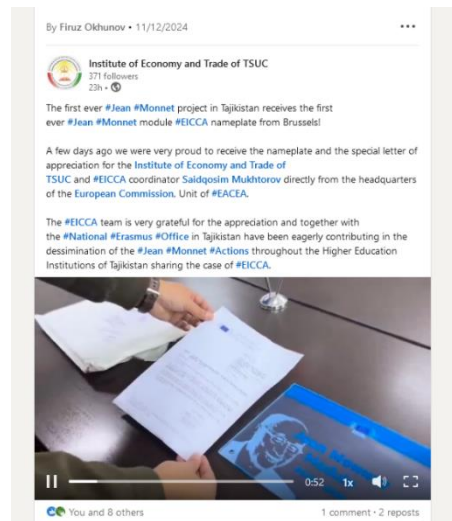 By Firuz Okhunov • 11/12/2024
Institute of Economy and Trade of TSUC
371 followers
23h •
The first ever #Jean #Monnet project in Tajikistan receives the first
ever #Jean #Monnet module #EICCA nameplate from Brussels!
A few days ago we were very proud to receive the nameplate and the special letter of
appreciation for the Institute of Economy and Trade of
TSUC and #EICCA coordinator Saidqosim Mukhtorov directly from the headquarters
of the European Commission, Unit of #EACEA.
The #EICCA team is very grateful for the appreciation and together with
the #National #Erasmus #Office in Tajikistan have been eagerly contributing in the
dessimination of the #Jean #Monnet #Actions throughout the Higher Education
Institutions of Tajikistan sharing the case of #EICCA.
Jean Monnet
0:52 1x
You and 8 others
1 comment • 2 reposts